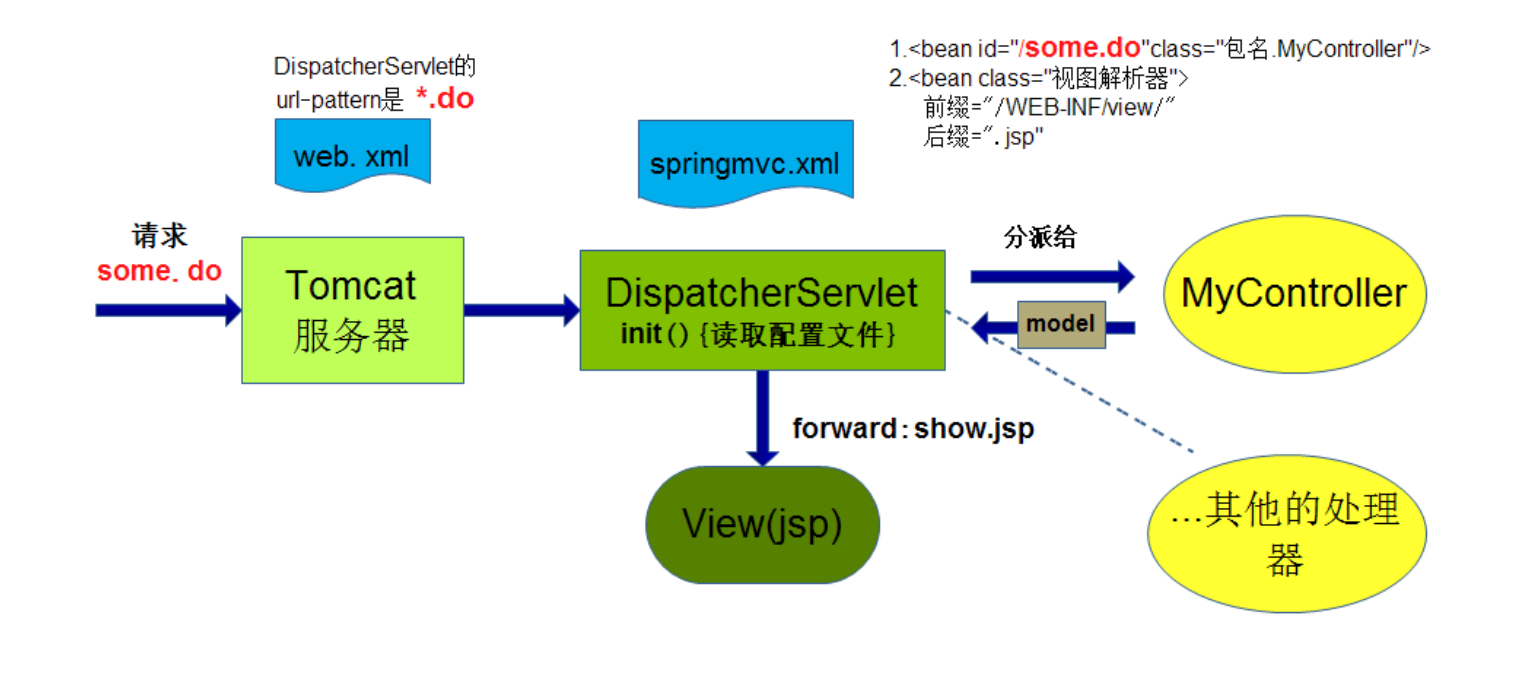 DispatcherServlet的
url-pattern是 *.do
web. xml
1.<bean id="/some.do"class="包名.MyController"/>
2.<bean class="视图解析器">
前缀="/WEB-INF/view/"
后缀=".jsp"
springmvc.xml
请求
some. do
Tomcat
服务器
DispatcherServlet
init(){读取配置文件}
分派给
model
MyController
forward:show.jsp
View(jsp)
...其他的处理
器